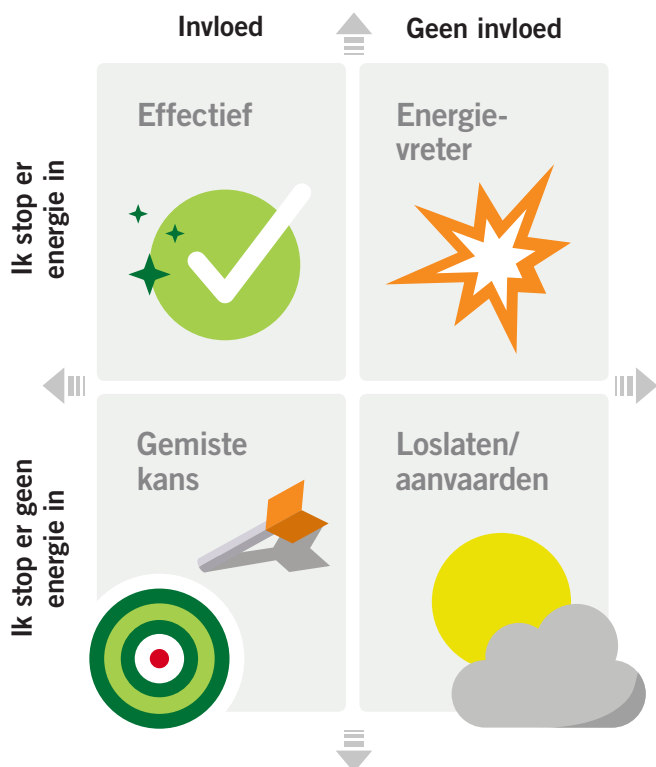 Invloed
Geen invloed
Ik stop er
energie in
Effectief
Energie-
vreter
Ik stop er geen
energie in
Gemiste
kans
Loslaten/
aanvaarden